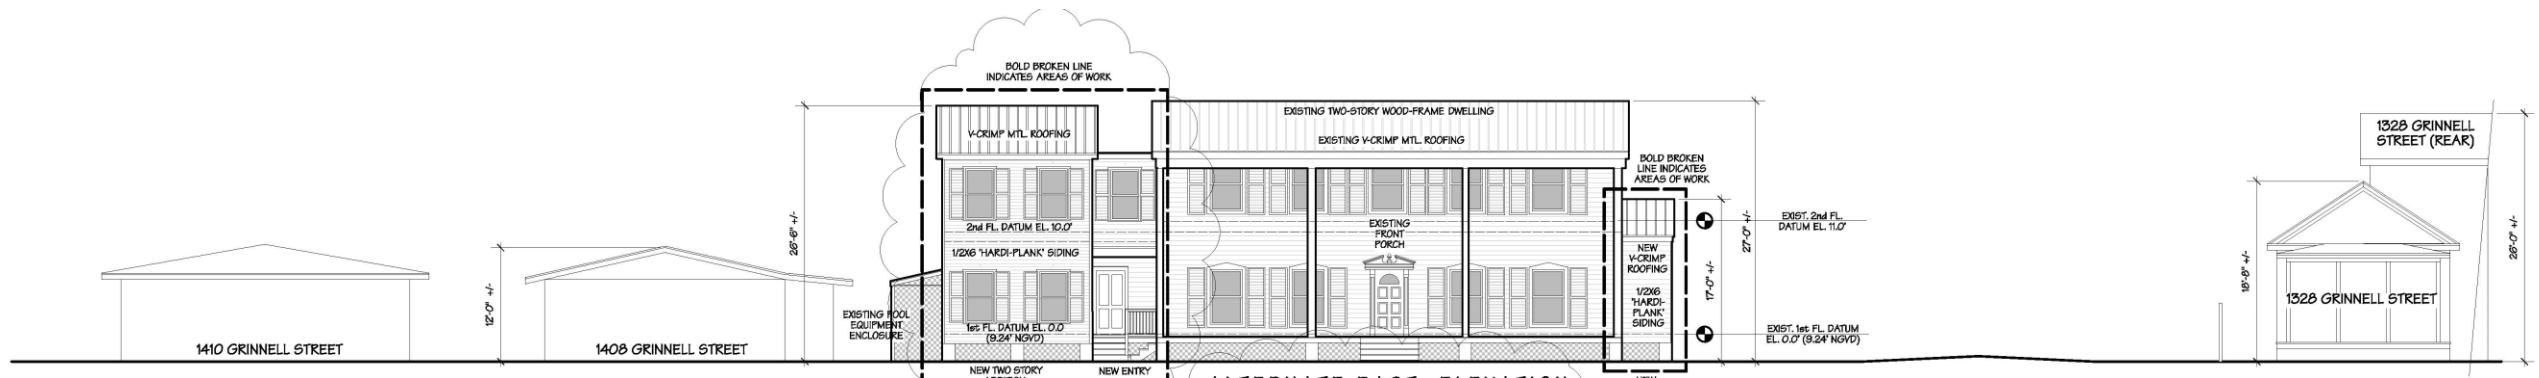 BOLD BROKEN LINE
INDICATES AREAS OF WORK
V-CRIMP MTL. ROOFING
EXISTING TWO-STORY WOOD-FRAME DWELLING
EXISTING V-CRIMP MTL. ROOFING
1328 GRINNELL
STREET (REAR)
BOLD BROKEN
LINE INDICATES
AREAS OF WORK
26'-6" +/-
2nd FL. DATUM EL. 10.0'
1/2X6 'HARDI-PLANK' SIDING
EXISTING
FRONT
PORCH
EXIST. 2nd FL.
DATUM EL. 11.0'
27'-0" +/-
26'-0" +/-
NEW
V-CRIMP
ROOFING
17'-0" +/-
18'-8" +/-
12'-0" +/-
1/2X6
'HARDI-
PLANK'
SIDING
1328 GRINNELL STREET
EXISTING POOL
EQUIPMENT
ENCLOSURE
1st FL. DATUM EL. 0.0
(9.24' NGVD)
EXIST. 1st FL. DATUM
EL. 0.0' (9.24' NGVD)
1410 GRINNELL STREET
1408 GRINNELL STREET
NEW TWO STORY
NEW ENTRY